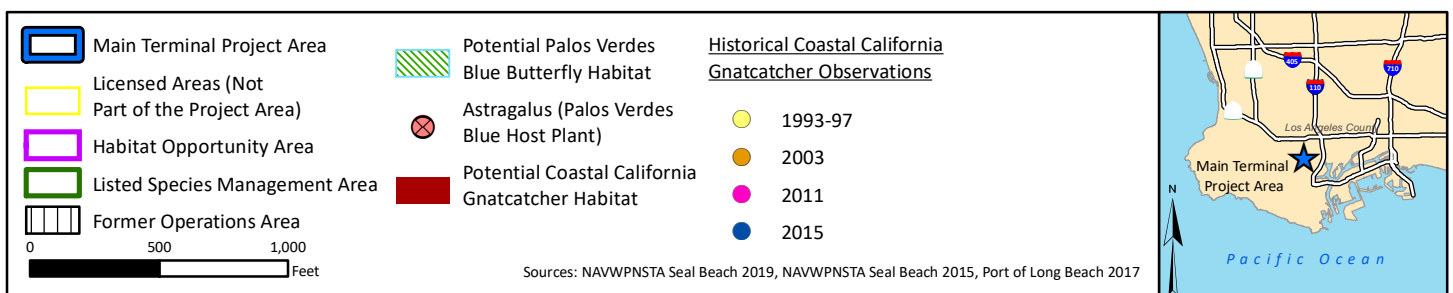 Main Terminal Project Area
Licensed Areas (Not
Part of the Project Area)
Habitat Opportunity Area
Listed Species Management Area
Former Operations Area
0 500 1,000
Feet
Potential Palos Verdes
Blue Butterfly Habitat
Astragalus (Palos Verdes
Blue Host Plant)
Potential Coastal California
Gnatcatcher Habitat
Historical Coastal California
Gnatcatcher Observations
1993-97
2003
2011
2015
Sources: NAVWPNSTA Seal Beach 2019, NAVWPNSTA Seal Beach 2015, Port of Long Beach 2017
405
710
110
Los Angeles County
Main Terminal
Project Area
N
Pacific Ocean